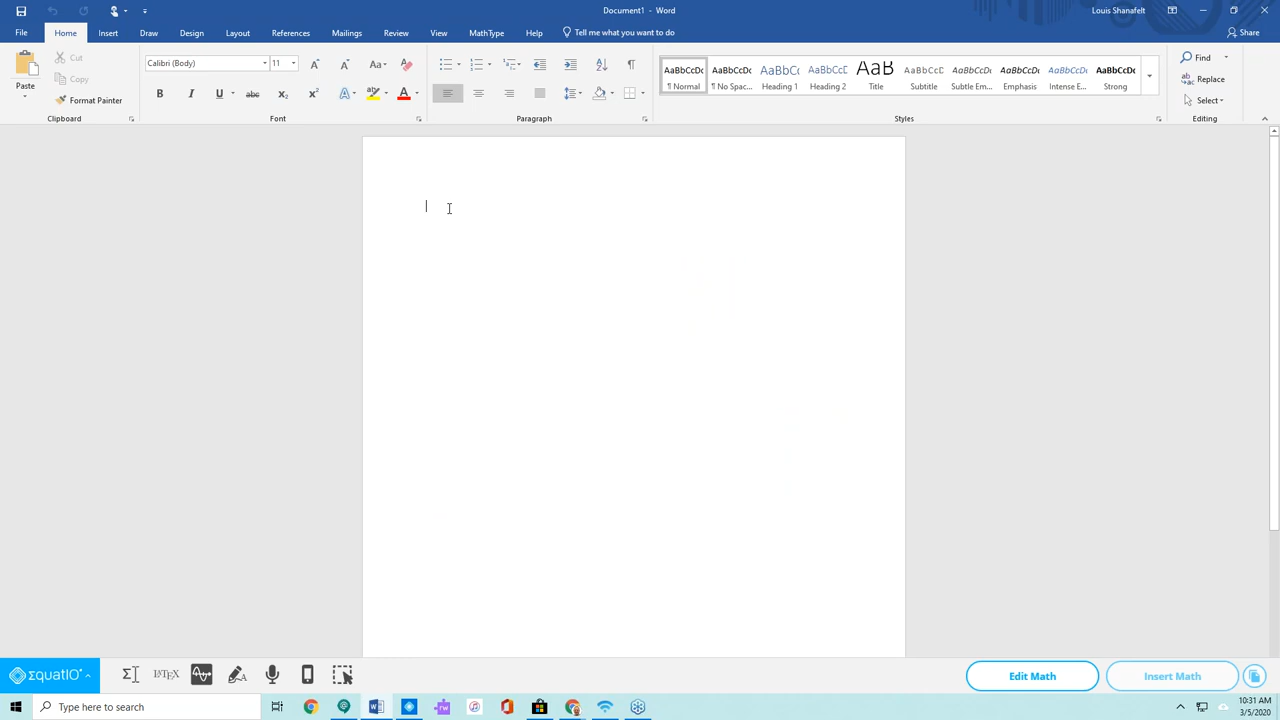 Document1 - Word
Louis Shanafelt
File Home Insert Draw Design Layout References Mailings Review View MathType Help Tell me what you want to do Share
Paste
Cut
Copy
Format Painter
Clipboard
Calibri (Body) 11
Font
Paragraph
AaBbCcDc AaBbCcDc AaBbCc AaBbCcD AaB AaBbCcD AaBbCcDc AaBbCcDc AaBbCcDc AaBbCcDc
¶ Normal ¶ No Spac... Heading 1 Heading 2 Title Subtitle Subtle Em... Emphasis Intense E... Strong
Styles
Find
Replace
Select
Editing
EquatIO
LATEX
Edit Math
Insert Math
Type here to search
rw
10:31 AM
3/5/2020